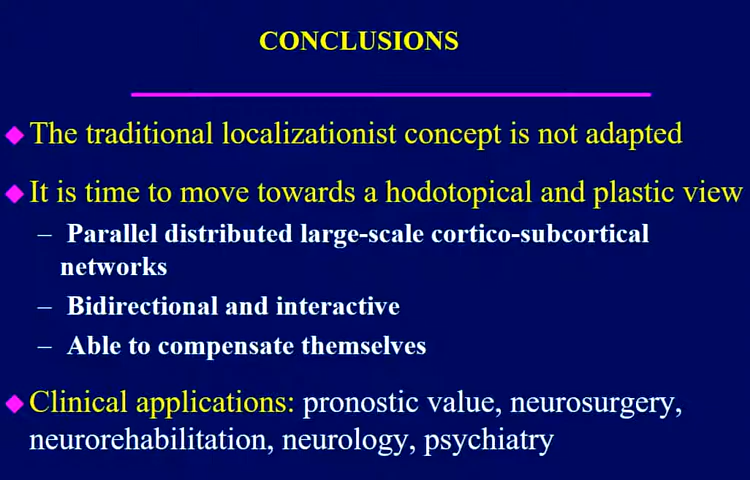 CONCLUSIONS
The traditional localizationist concept is not adapted
It is time to move towards a hodotopical and plastic view
– Parallel distributed large-scale cortico-subcortical
networks
– Bidirectional and interactive
– Able to compensate themselves
Clinical applications: pronostic value, neurosurgery,
neurorehabilitation, neurology, psychiatry